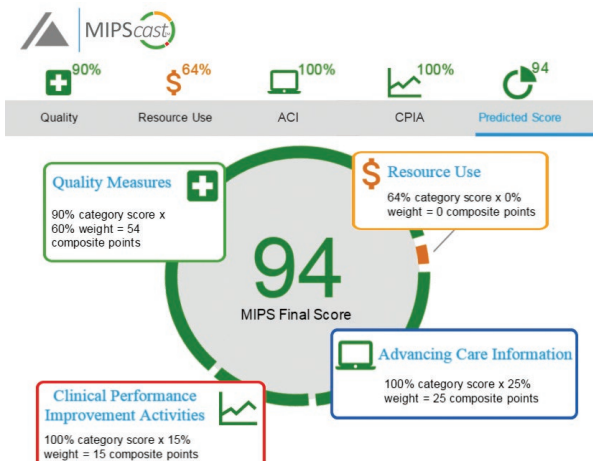 MIPScast
90%
64%
100%
100%
94
Quality
Resource Use
ACI
CPIA
Predicted Score
Quality Measures
90% category score x
60% weight = 54
composite points
Resource Use
64% category score x 0%
weight = 0 composite points
94
MIPS Final Score
Advancing Care Information
100% category score x 25%
weight = 25 composite points
Clinical Performance
Improvement Activities
100% category score x 15%
weight = 15 composite points